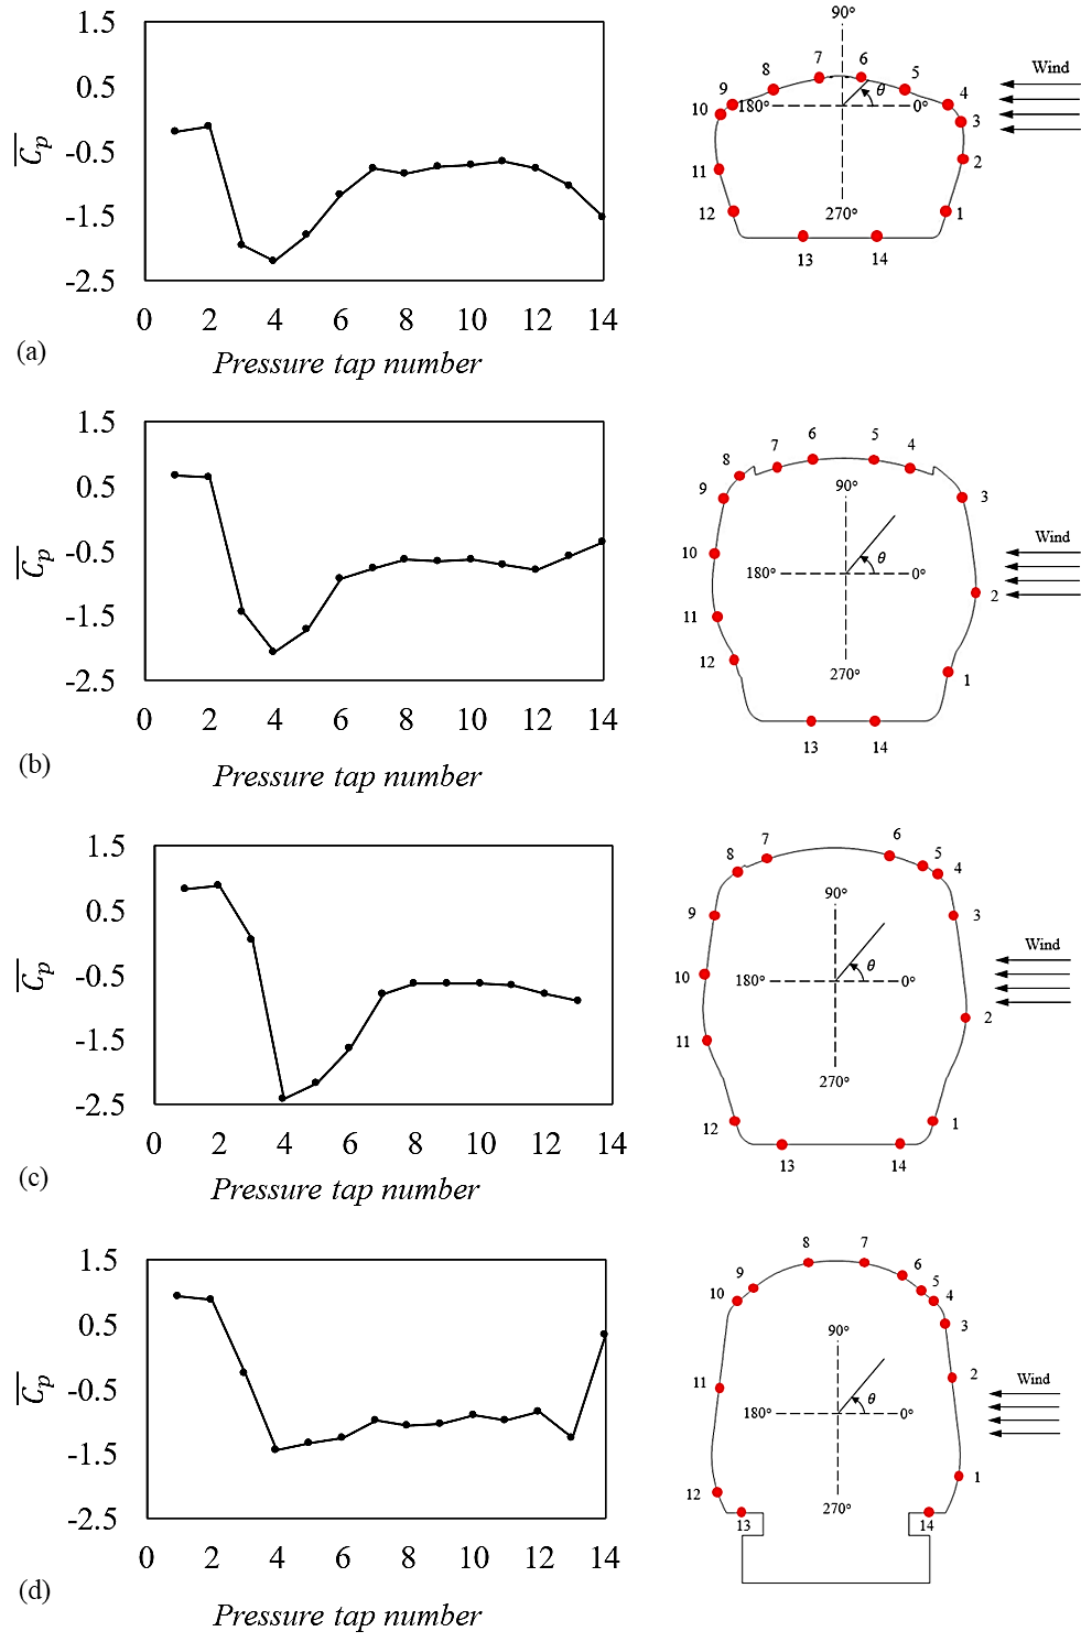 1.5
0.5
-0.5
-1.5
-2.5
C̅p
0 2 4 6 8 10 12 14
Pressure tap number
(a)
90°
7 6
8 5
9 4
10 180° θ 0° 3
2
11
12 270° 1
13 14
Wind
1.5
0.5
-0.5
-1.5
-2.5
C̅p
0 2 4 6 8 10 12 14
Pressure tap number
(b)
7 6 5 4
8
9 90° 3
10 θ
180° 0°
2
11
12 270° 1
13 14
Wind
1.5
0.5
-0.5
-1.5
-2.5
C̅p
0 2 4 6 8 10 12 14
Pressure tap number
(c)
7 6
8 5 4
9 90° 3
10 θ
180° 0°
2
11
270°
12 1
13 14
Wind
1.5
0.5
-0.5
-1.5
-2.5
C̅p
0 2 4 6 8 10 12 14
Pressure tap number
(d)
8 7
9 6
10 5 4
90° 3
11 θ 2
180° 0°
1
12 270°
13 14
Wind